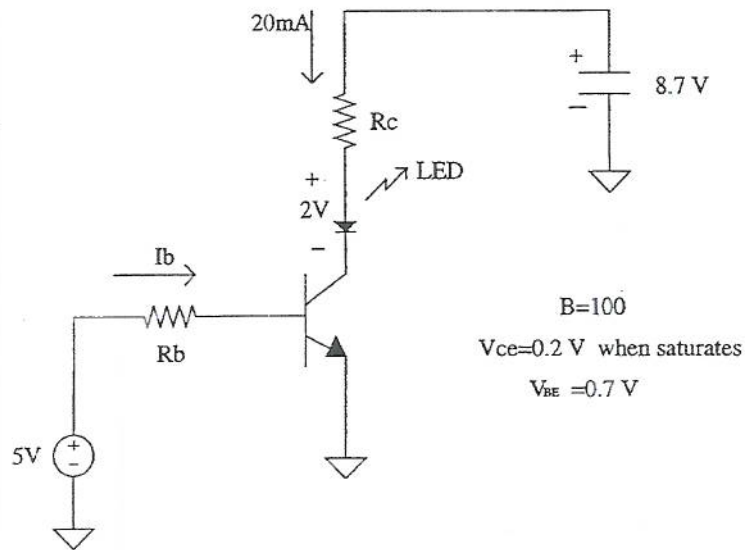 20mA
+
8.7 V
−
Rc
LED
+
2V
−
Ib
Rb
B=100
Vce=0.2 V when saturates
VBE =0.7 V
5V
+
−